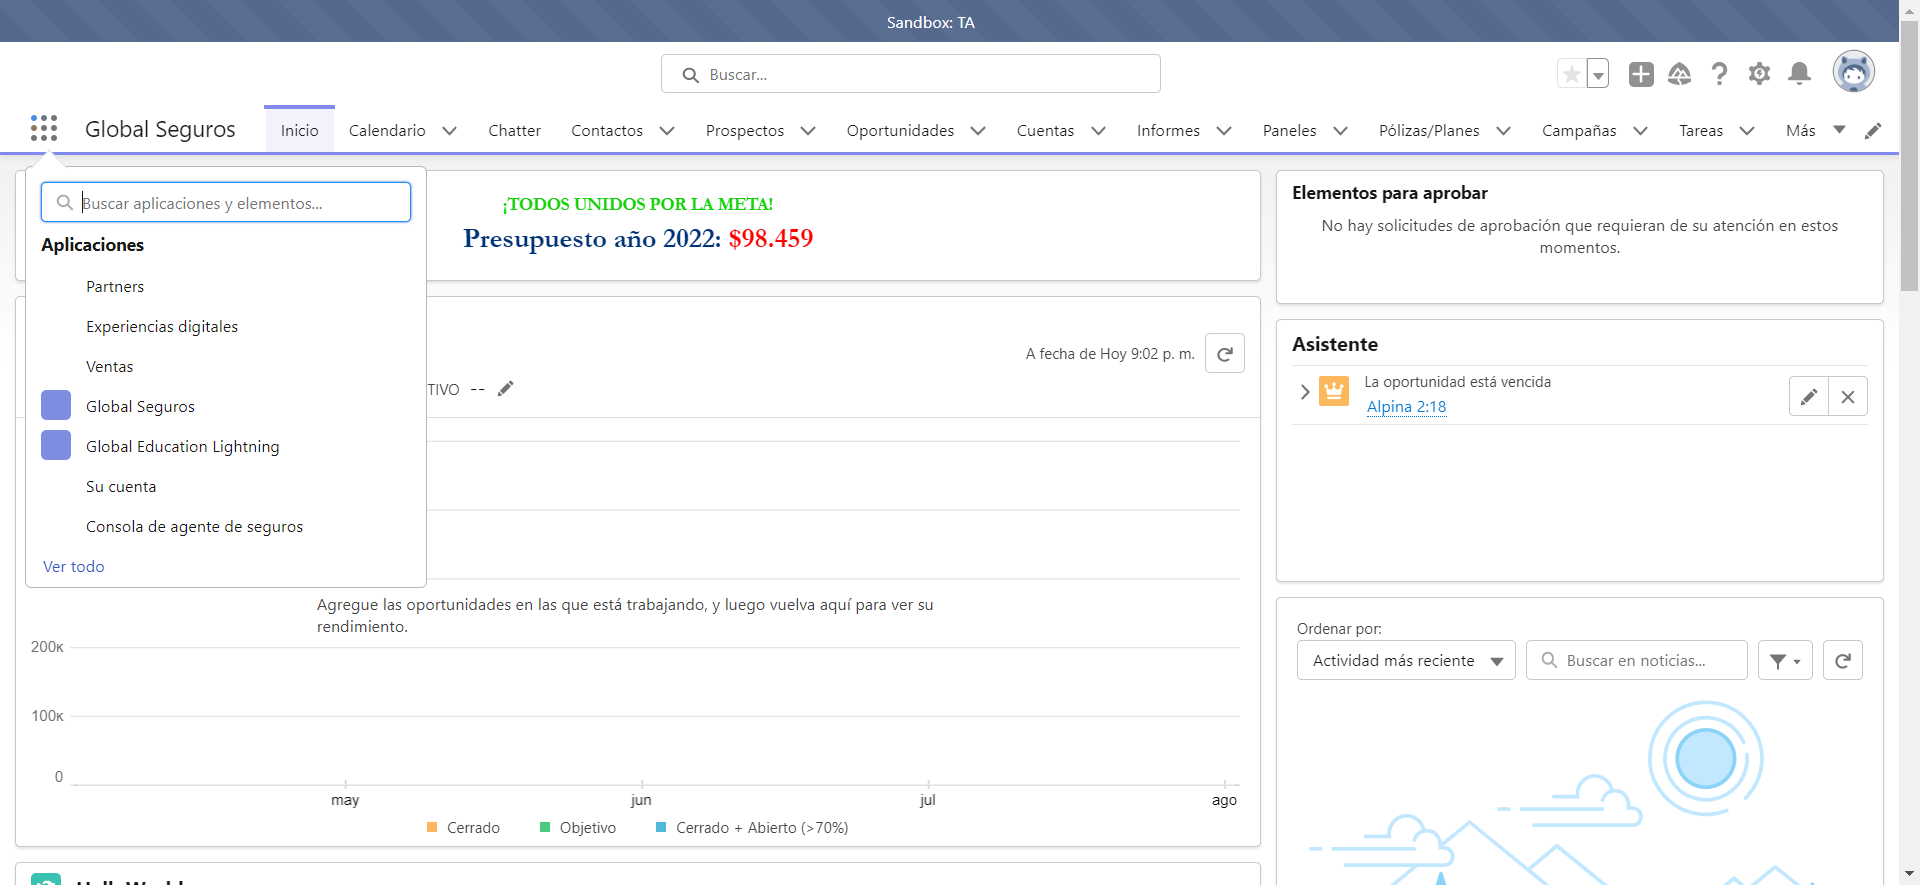 Sandbox: TA
Buscar...
Global Seguros
Inicio
Calendario
Chatter
Contactos
Prospectos
Oportunidades
Cuentas
Informes
Paneles
Pólizas/Planes
Campañas
Tareas
Más
Buscar aplicaciones y elementos...
Aplicaciones
Partners
Experiencias digitales
Ventas
Global Seguros
Global Education Lightning
Su cuenta
Consola de agente de seguros
Ver todo
¡TODOS UNIDOS POR LA META!
Presupuesto año 2022: $98.459
A fecha de Hoy 9:02 p. m.
TIVO --
Agregue las oportunidades en las que está trabajando, y luego vuelva aquí para ver su
rendimiento.
200K
100K
0
may
jun
jul
ago
Cerrado
Objetivo
Cerrado + Abierto (>70%)
Elementos para aprobar
No hay solicitudes de aprobación que requieran de su atención en estos
momentos.
Asistente
La oportunidad está vencida
Alpina 2:18
Ordenar por:
Actividad más reciente
Buscar en noticias...